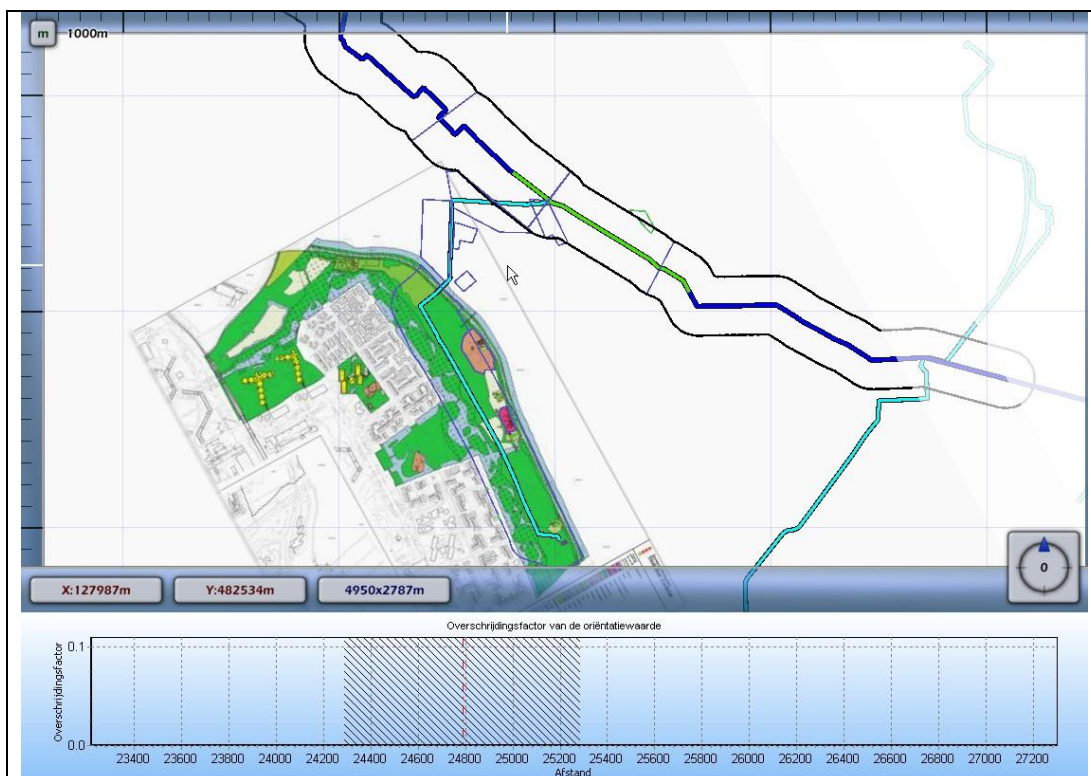 m
1000m
0
X:127987m
Y:482534m
4950x2787m
Overschrijdingsfactor van de oriëntatiewaarde
Overschrijdingsfactor
0.1
0.0
23400 23600 23800 24000 24200 24400 24600 24800 25000 25200 25400 25600 25800 26000 26200 26400 26600 26800 27000 27200
Afstand